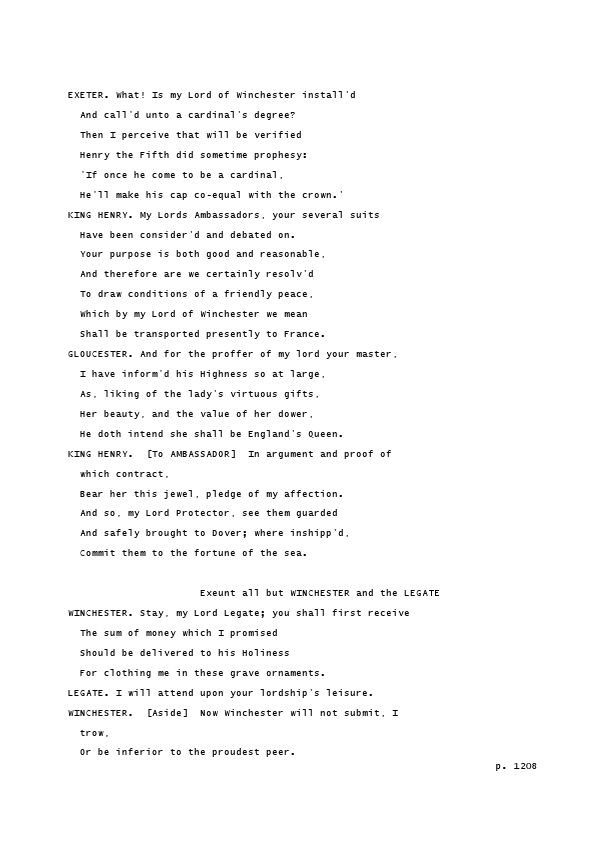 EXETER. What! Is my Lord of Winchester install'd
And call'd unto a cardinal's degree?
Then I perceive that will be verified
Henry the Fifth did sometime prophesy:
'If once he come to be a cardinal,
He'll make his cap co-equal with the crown.'
KING HENRY. My Lords Ambassadors, your several suits
Have been consider'd and debated on.
Your purpose is both good and reasonable,
And therefore are we certainly resolv'd
To draw conditions of a friendly peace,
Which by my Lord of Winchester we mean
Shall be transported presently to France.
GLOUCESTER. And for the proffer of my lord your master,
I have inform'd his Highness so at large,
As, liking of the lady's virtuous gifts,
Her beauty, and the value of her dower,
He doth intend she shall be England's Queen.
KING HENRY.  [To AMBASSADOR]  In argument and proof of
which contract,
Bear her this jewel, pledge of my affection.
And so, my Lord Protector, see them guarded
And safely brought to Dover; where inshipp'd,
Commit them to the fortune of the sea.
Exeunt all but WINCHESTER and the LEGATE
WINCHESTER. Stay, my Lord Legate; you shall first receive
The sum of money which I promised
Should be delivered to his Holiness
For clothing me in these grave ornaments.
LEGATE. I will attend upon your lordship's leisure.
WINCHESTER.  [Aside]  Now Winchester will not submit, I
trow,
Or be inferior to the proudest peer.
p. 1208